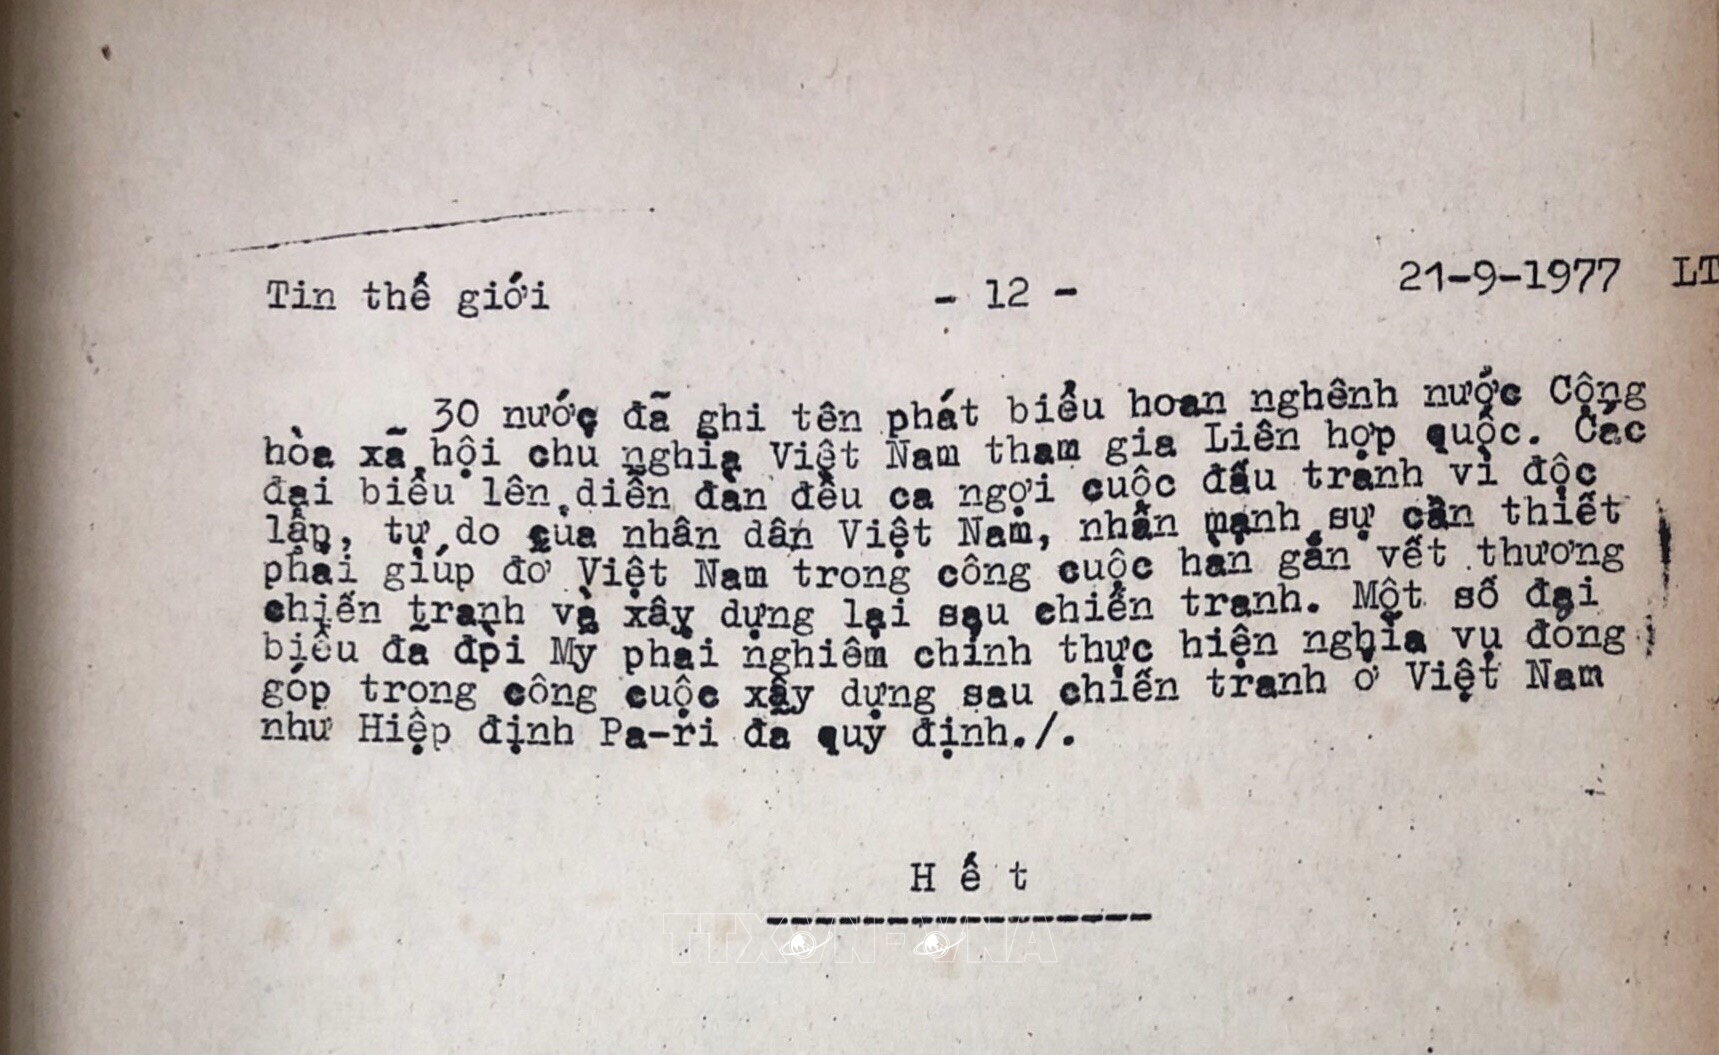 Tin thế giới - 12 - 21-9-1977 LT
30 nước đã ghi tên phát biểu hoan nghênh nước Cộng
hòa xã hội chủ nghĩa Việt Nam tham gia Liên hợp quốc. Các
đại biểu lên diễn đàn đều ca ngợi cuộc đấu tranh vì độc
lập, tự do của nhân dân Việt Nam, nhấn mạnh sự cần thiết
phải giúp đỡ Việt Nam trong công cuộc hàn gắn vết thương
chiến tranh và xây dựng lại sau chiến tranh. Một số đại
biểu đã đòi Mỹ phải nghiêm chỉnh thực hiện nghĩa vụ đóng
góp trong công cuộc xây dựng sau chiến tranh ở Việt Nam
như Hiệp định Pa-ri đã quy định./.
H ế t
TTXVN-VNA